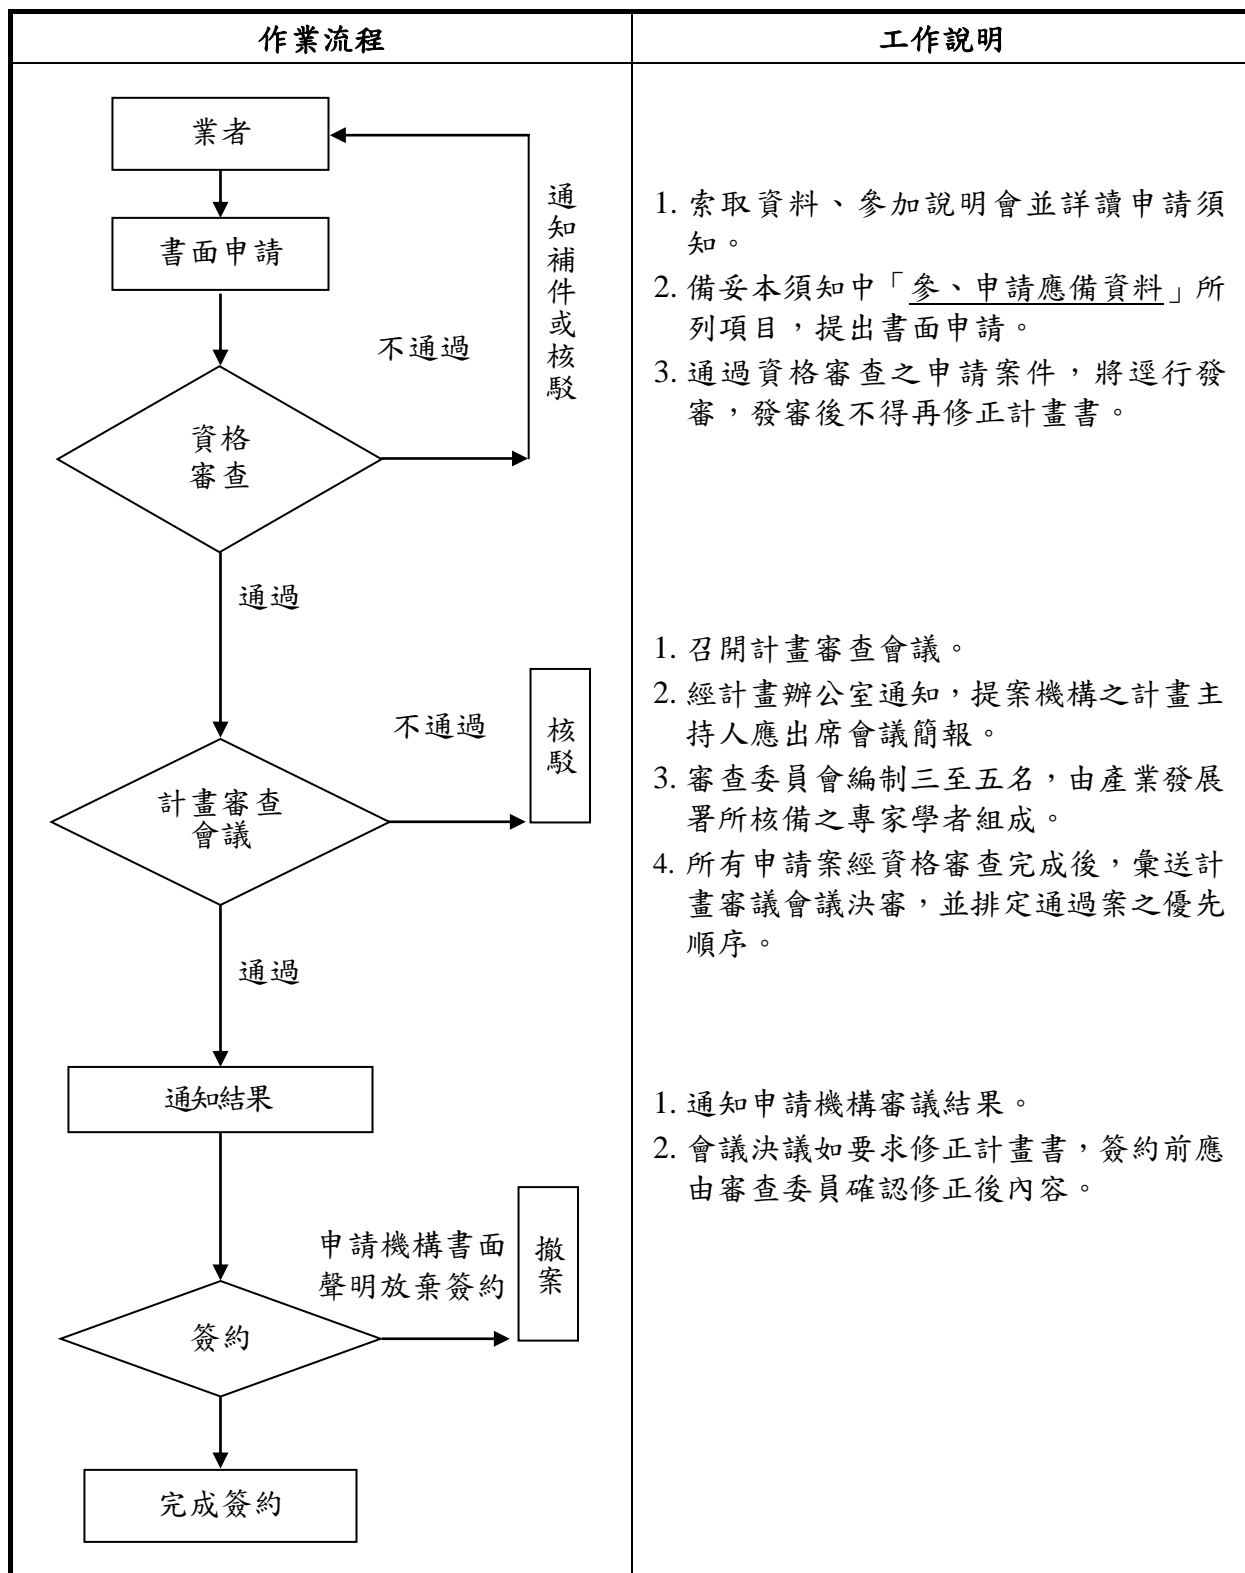 作業流程
工作說明
業者
書面申請
通知補件或核駁
不通過
資格
審查
通過
不通過
核駁
計畫審查
會議
通過
通知結果
申請機構書面
聲明放棄簽約
撤案
簽約
完成簽約
1. 索取資料、參加說明會並詳讀申請須
知。
2. 備妥本須知中「參、申請應備資料」所
列項目，提出書面申請。
3. 通過資格審查之申請案件，將逕行發
審，發審後不得再修正計畫書。
1. 召開計畫審查會議。
2. 經計畫辦公室通知，提案機構之計畫主
持人應出席會議簡報。
3. 審查委員會編制三至五名，由產業發展
署所核備之專家學者組成。
4. 所有申請案經資格審查完成後，彙送計
畫審議會議決審，並排定通過案之優先
順序。
1. 通知申請機構審議結果。
2. 會議決議如要求修正計畫書，簽約前應
由審查委員確認修正後內容。